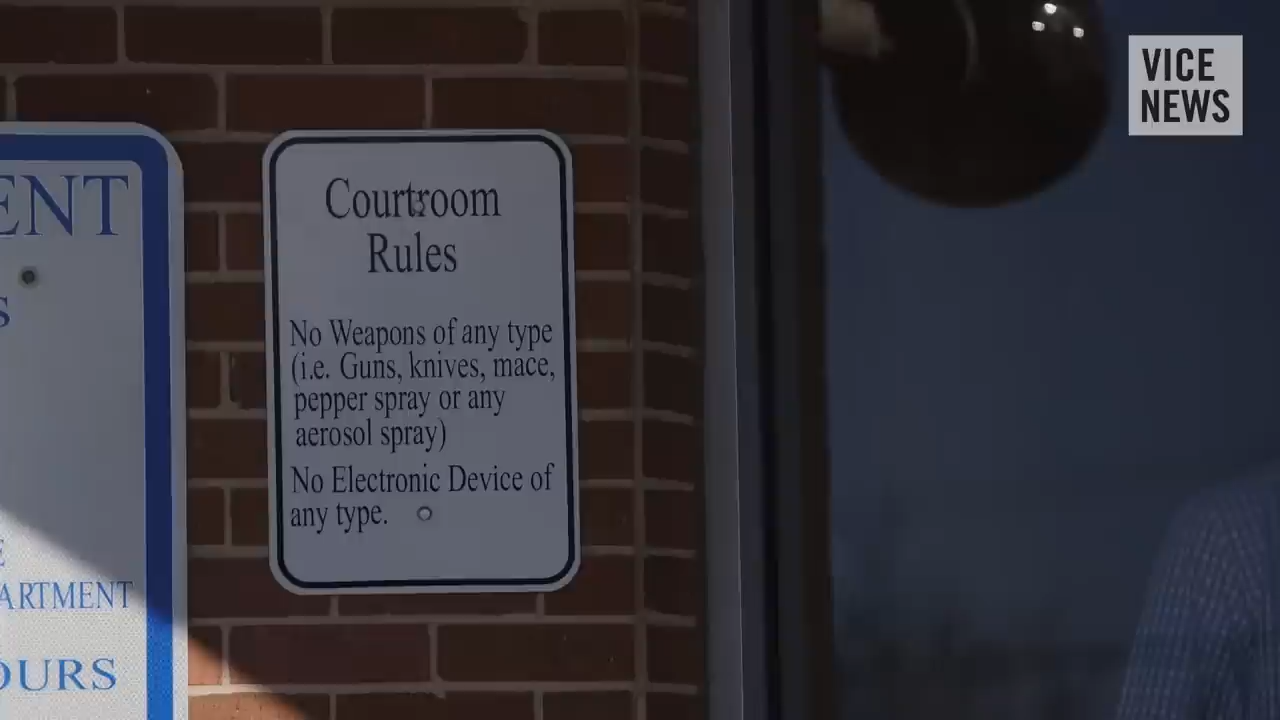 ENT
S
E
ARTMENT
OURS
Courtroom
Rules
No Weapons of any type
(i.e. Guns, knives, mace,
pepper spray or any
aerosol spray)
No Electronic Device of
any type.
VICE
NEWS